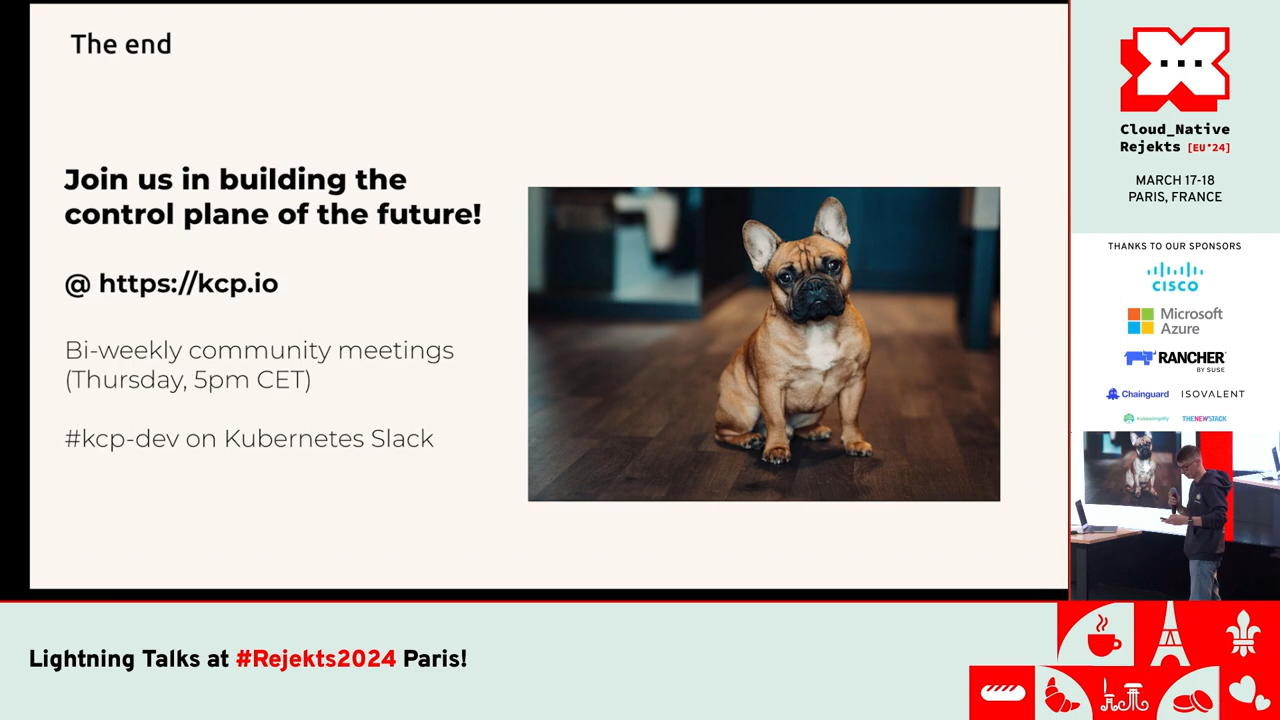 The end
Join us in building the
control plane of the future!
@ https://kcp.io
Bi-weekly community meetings
(Thursday, 5pm CET)
#kcp-dev on Kubernetes Slack
Cloud_Native
Rejekts [EU'24]
MARCH 17-18
PARIS, FRANCE
THANKS TO OUR SPONSORS
CISCO
Microsoft
Azure
RANCHER
BY SUSE
Chainguard ISOVALENT
kubesimplify THENEWSTACK
Lightning Talks at #Rejekts2024 Paris!